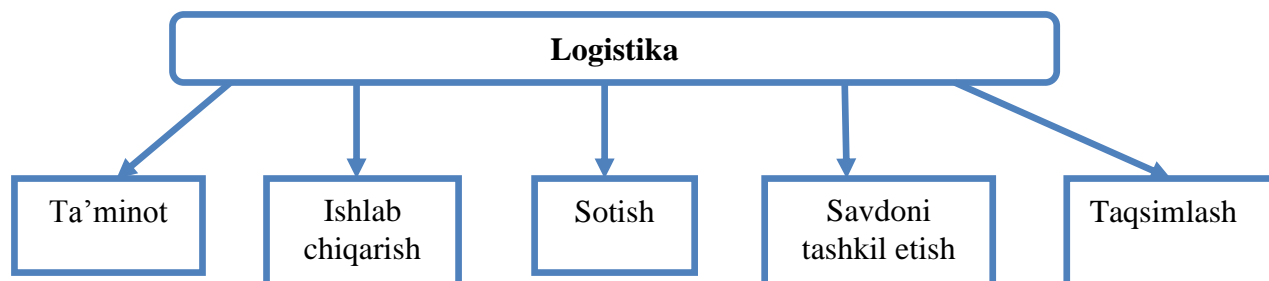 Logistika
Ta’minot
Ishlab
chiqarish
Sotish
Savdoni
tashkil etish
Taqsimlash